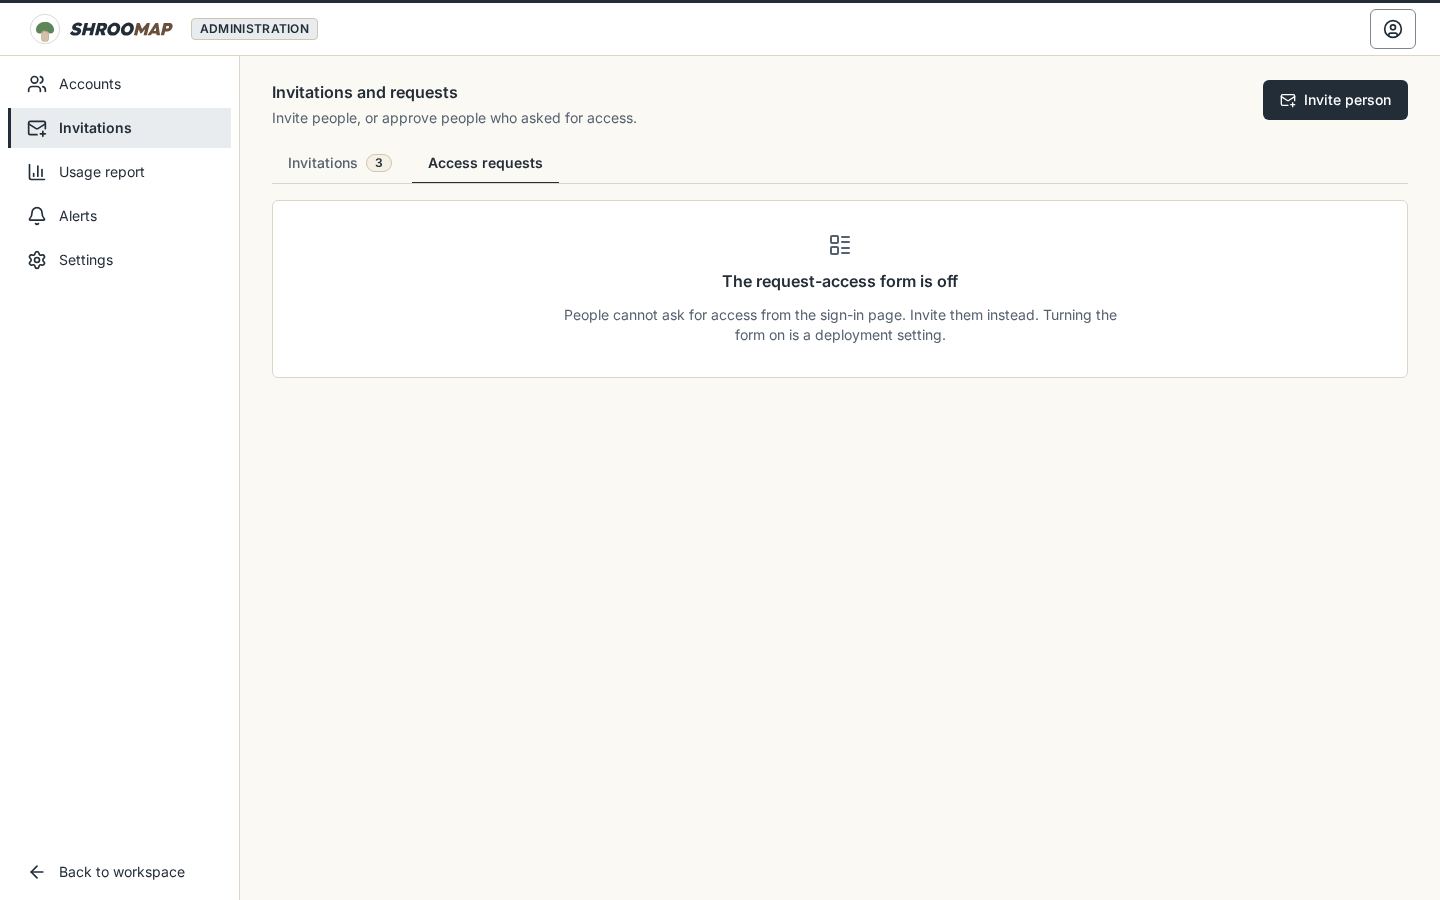 SHROOMAP
ADMINISTRATION
Accounts
Invitations
Usage report
Alerts
Settings
Back to workspace
Invitations and requests
Invite people, or approve people who asked for access.
Invite person
Invitations 3
Access requests
The request-access form is off
People cannot ask for access from the sign-in page. Invite them instead. Turning the
form on is a deployment setting.